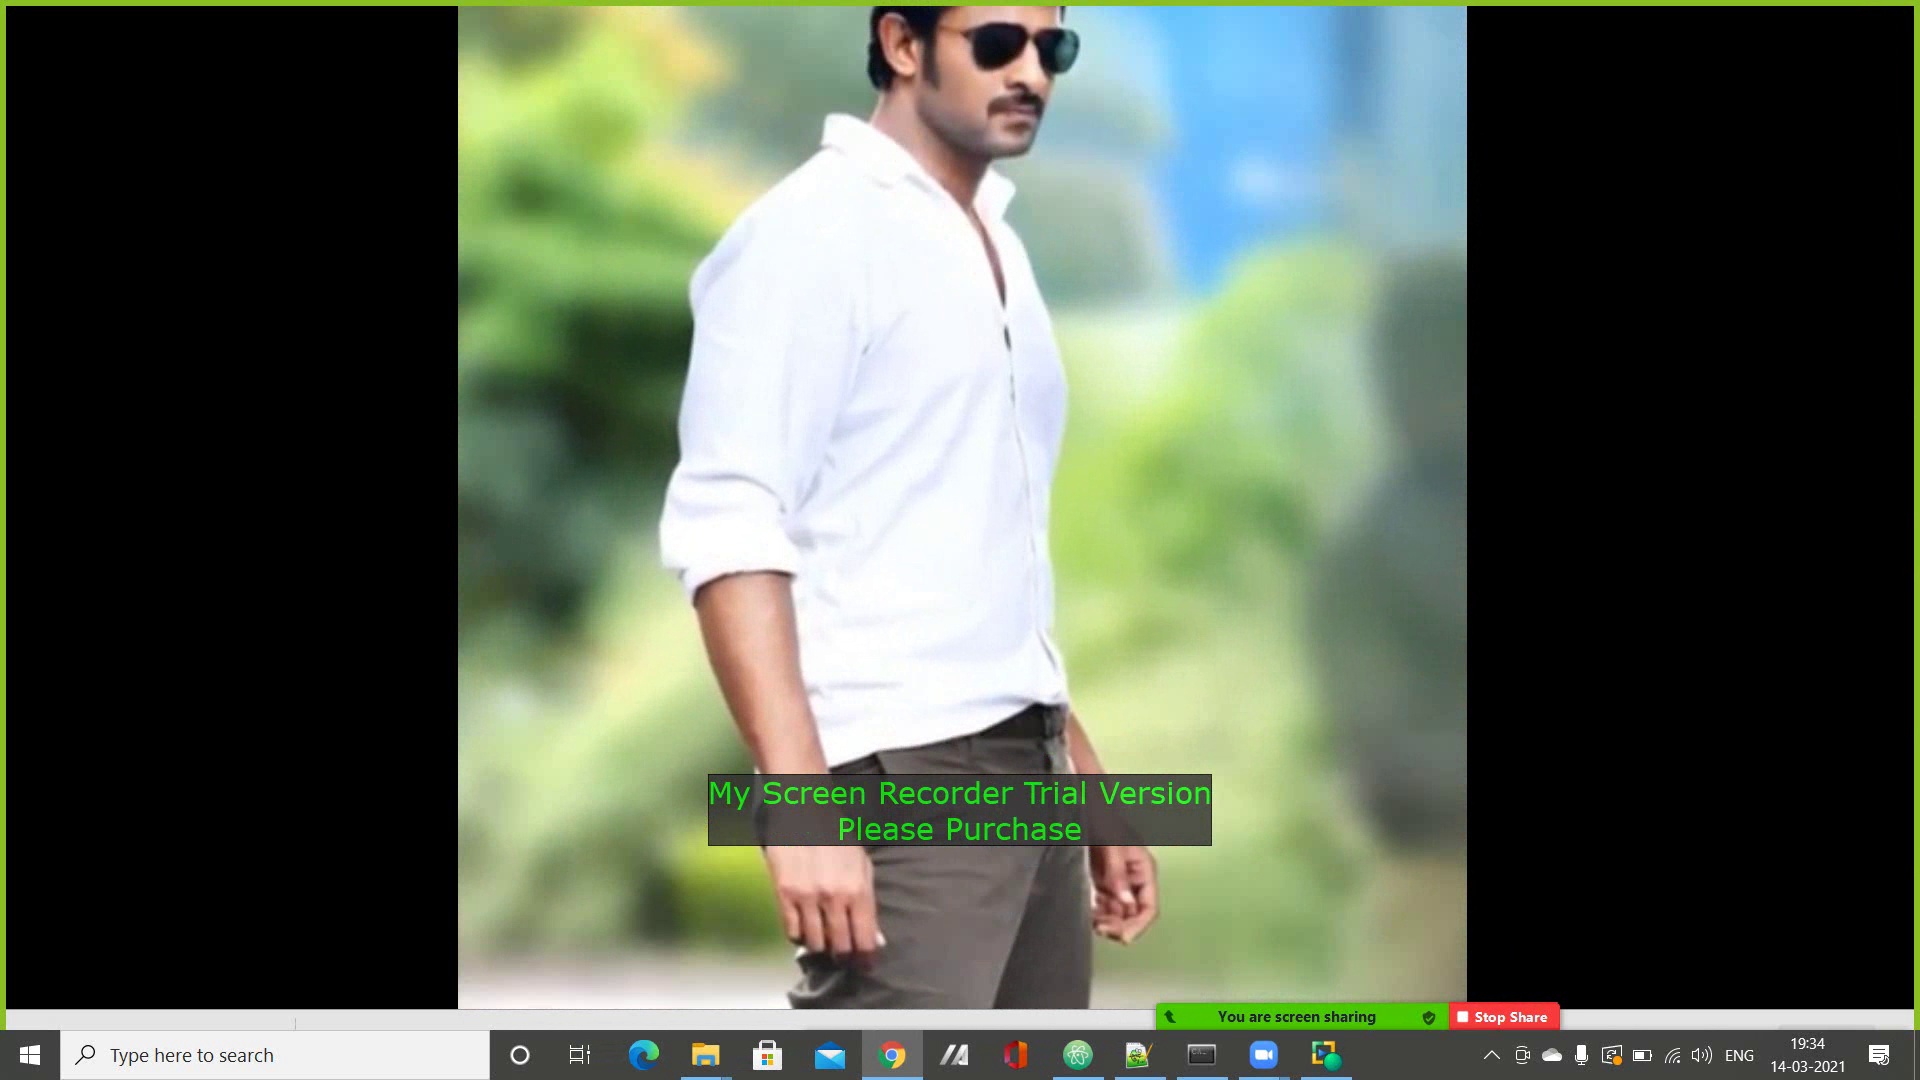 My Screen Recorder Trial Version
Please Purchase
You are screen sharing
Stop Share
Type here to search
ENG
19:34
14-03-2021